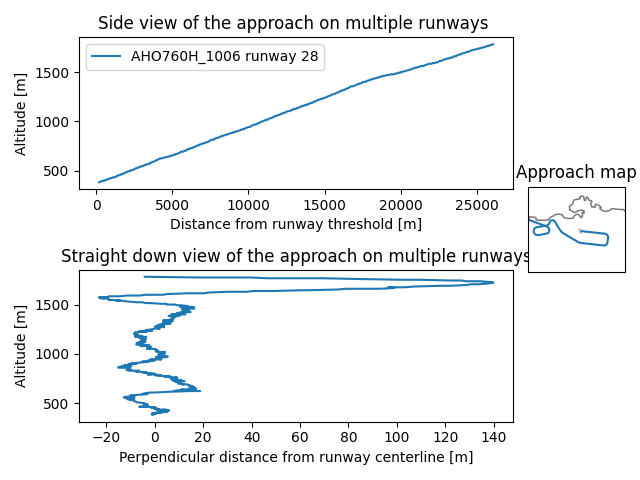 Side view of the approach on multiple runways
AHO760H_1006 runway 28
Altitude [m]
1500
1000
500
0
5000
10000
15000
20000
25000
Distance from runway threshold [m]
Approach map
Straight down view of the approach on multiple runways
Altitude [m]
1500
1000
500
−20
0
20
40
60
80
100
120
140
Perpendicular distance from runway centerline [m]